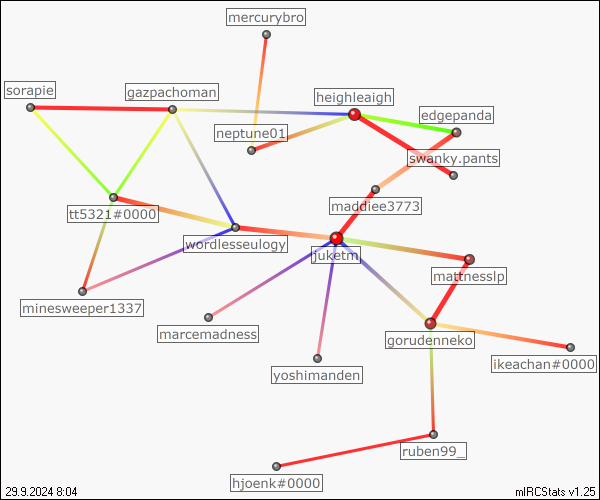 mercurybro
sorapie
gazpachoman
heighleaigh
edgepanda
neptune01
swanky.pants
tt5321#0000
maddiee3773
wordlesseulogy
juketm
mattnesslp
minesweeper1337
marcemadness
gorudenneko
yoshimanden
ikeachan#0000
ruben99_
hjoenk#0000
29.9.2024 8:04
mIRCStats v1.25